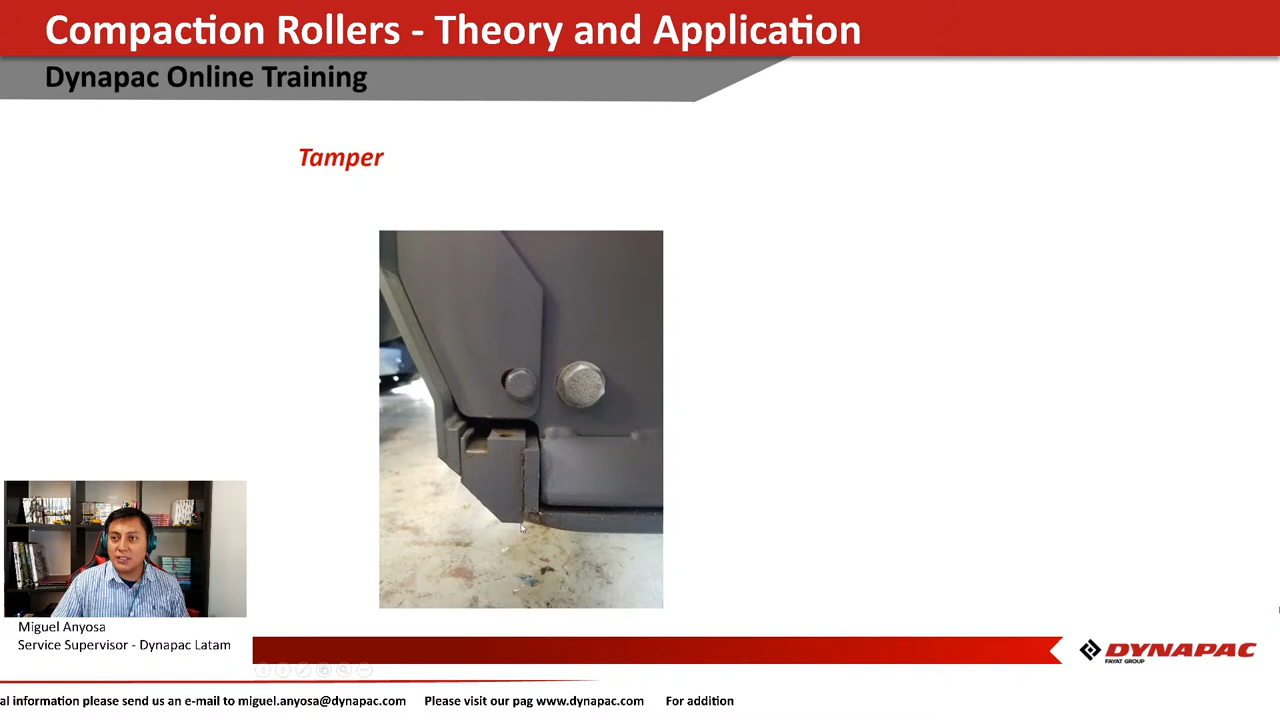 Compaction Rollers - Theory and Application
Dynapac Online Training
Tamper
Miguel Anyosa
Service Supervisor - Dynapac Latam
DYNAPAC
FAYAT GROUP
al information please send us an e-mail to miguel.anyosa@dynapac.com Please visit our pag www.dynapac.com For addition